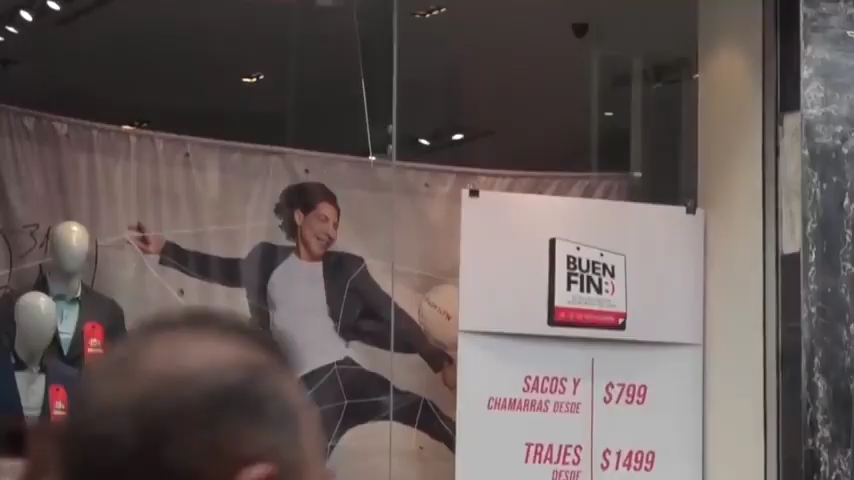 BUEN
FIN:)
SACOS Y
CHAMARRAS DESDE
$799
TRAJES
DESDE
$1499